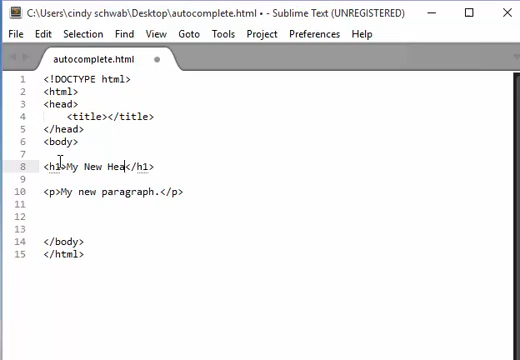 C:\Users\cindy schwab\Desktop\autocomplete.html • - Sublime Text (UNREGISTERED)
File Edit Selection Find View Goto Tools Project Preferences Help
autocomplete.html
1 <!DOCTYPE html>
2 <html>
3 <head>
4 <title></title>
5 </head>
6 <body>
7
8 <h1>My New Hea</h1>
9
10 <p>My new paragraph.</p>
11
12
13
14 </body>
15 </html>